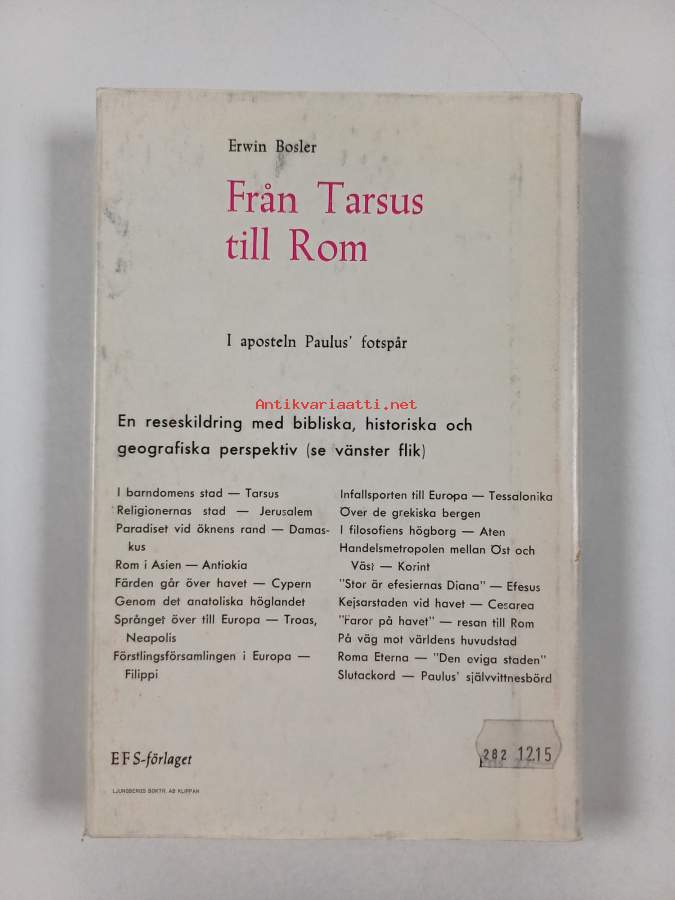 Erwin Bosler
Från Tarsus
till Rom
I aposteln Paulus' fotspår
Antikvariaatti.net
En reseskildring med bibliska, historiska och
geografiska perspektiv (se vänster flik)
I barndomens stad — Tarsus
Religionernas stad — Jerusalem
Paradiset vid öknens rand — Damas-
kus
Rom i Asien — Antiokia
Färden går över havet — Cypern
Genom det anatoliska höglandet
Språnget över till Europa — Troas,
Neapolis
Förstlingsförsamlingen i Europa —
Filippi
Infallsporten till Europa — Tessalonika
Över de grekiska bergen
I filosofiens högborg — Aten
Handelsmetropolen mellan Öst och
Väst — Korint
"Stor är efesiernas Diana" — Efesus
Kejsarstaden vid havet — Cesarea
"Faror på havet" — resan till Rom
På väg mot världens huvudstad
Roma Eterna — "Den eviga staden"
Slutackord — Paulus' självvittnesbörd
EFS-förlaget
282 1215
LJUNGBERGS BOKTR. AB KLIPPAN